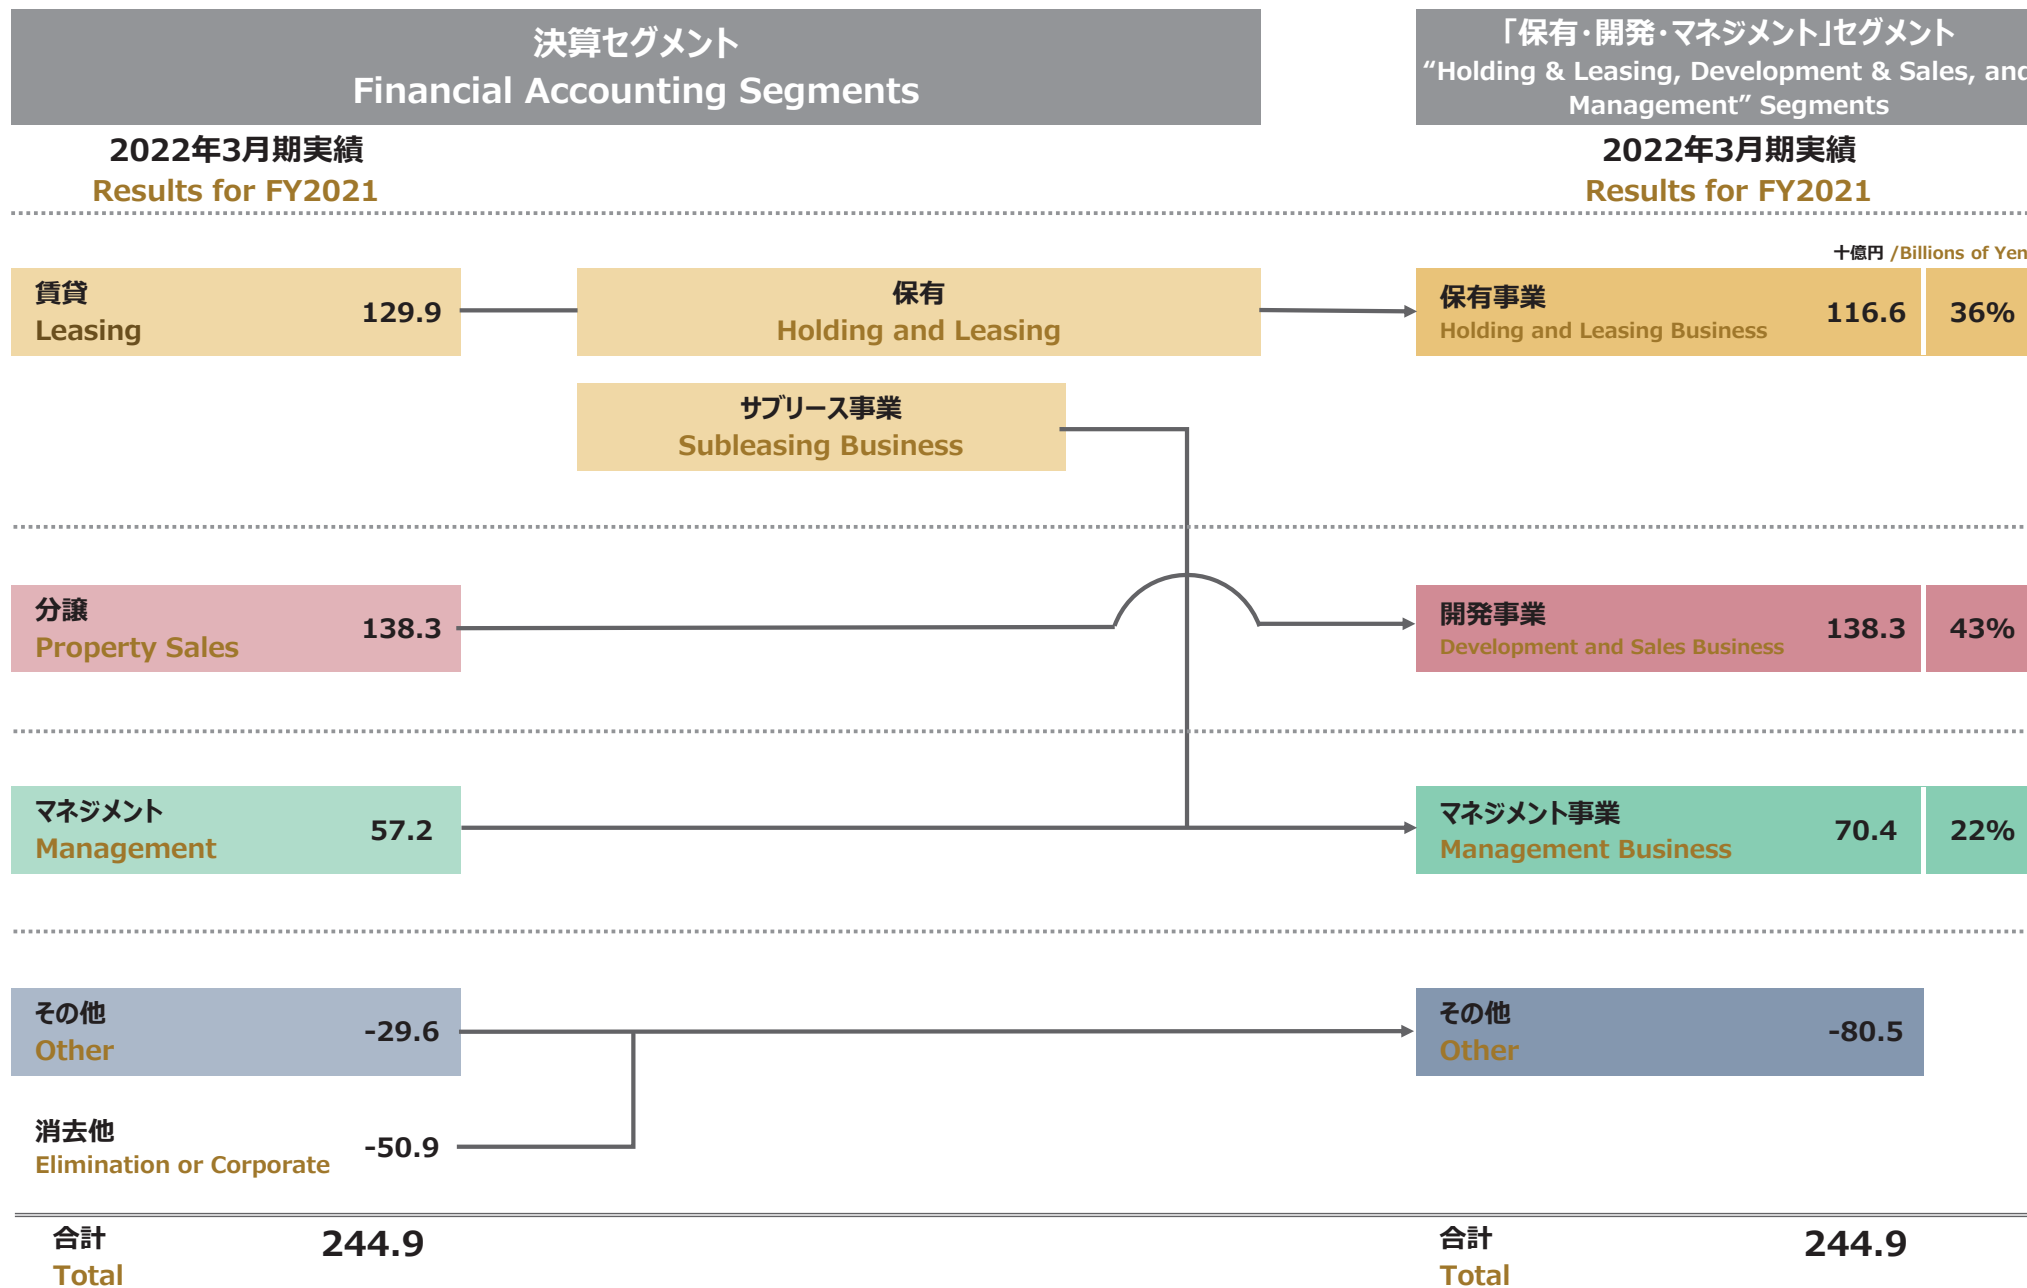 決算セグメント
Financial Accounting Segments
「保有・開発・マネジメント」セグメント
“Holding & Leasing, Development & Sales, and
Management” Segments
2022年3月期実績
Results for FY2021
2022年3月期実績
Results for FY2021
十億円 /Billions of Yen
賃貸
Leasing
129.9
保有
Holding and Leasing
保有事業
Holding and Leasing Business
116.6
36%
サブリース事業
Subleasing Business
分譲
Property Sales
138.3
開発事業
Development and Sales Business
138.3
43%
マネジメント
Management
57.2
マネジメント事業
Management Business
70.4
22%
その他
Other
-29.6
その他
Other
-80.5
消去他
Elimination or Corporate
-50.9
合計
Total
244.9
合計
Total
244.9